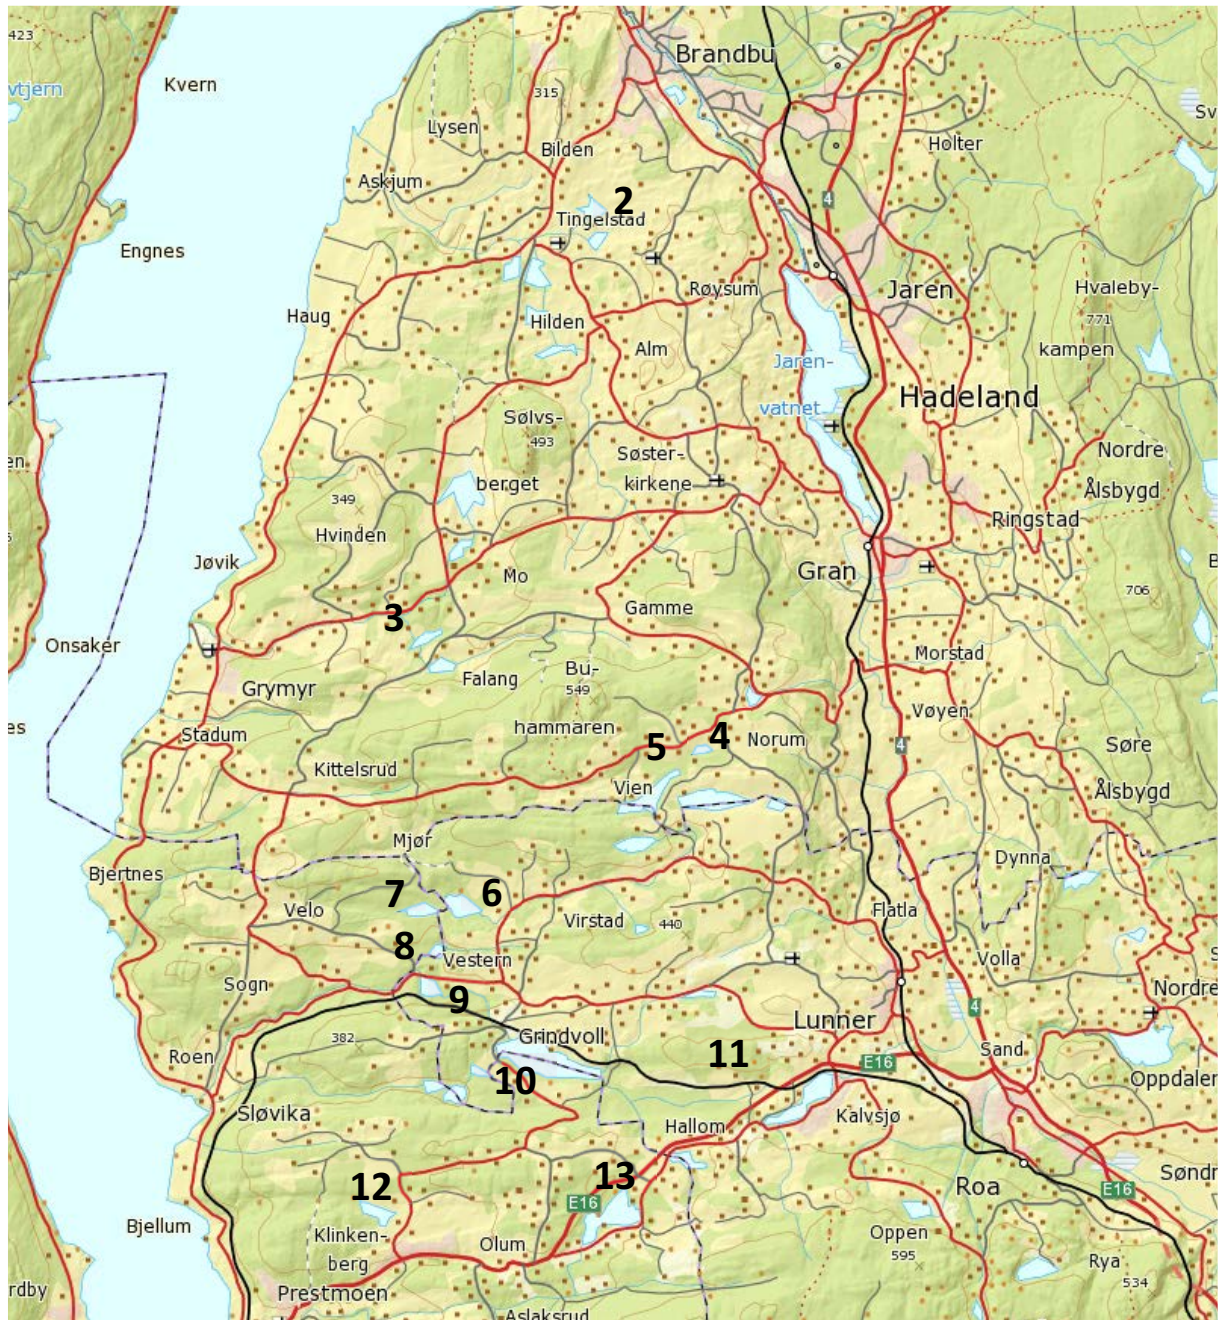 423
Brandbu
Kvern
vtjern
315
Sv
Lysen
Holter
Bilden
Askjum
4
2
Tingelstad
Engnes
Røysum
Jaren
Hvaleby-
771
kampen
Haug
Hilden
Alm
Jaren-
vatnet
Hadeland
Sølvs-
493
berget
Søster-
kirkene
Nordre
Ålsbygd
en
349
Hvinden
Ringstad
Jøvik
Mo
Gran
706
3
Gamme
Onsaker
Morstad
Grymyr
Falang
Bu-
549
hammaren
Vøyen
es
Stadum
5
4
Norum
4
Søre
Ålsbygd
Kittelsrud
Vien
Mjør
Bjertnes
Dynna
7
6
Velo
Virstad
440
Flatla
8
Vestern
Volla
Sogn
9
Nordre
4
Lunner
382
Grindvoll
Roen
11
E16
Sand
10
Oppdalen
Sløvika
Hallom
Kalvsjø
12
13
E16
Roa
E16
Søndr
Bjellum
Klinken-
berg
Olum
Oppen
595
Rya
534
rdby
Prestmoen
Aslaksrud